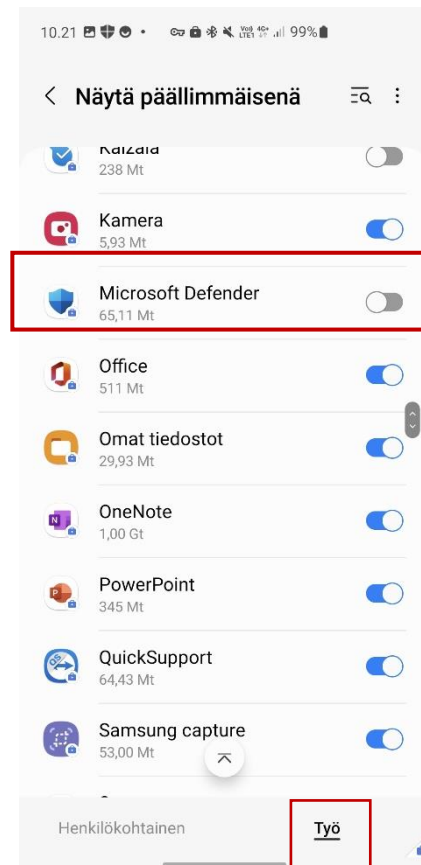 10.21 99%
Näytä päällimmäisenä
Kaizala
238 Mt
Kamera
5,93 Mt
Microsoft Defender
65,11 Mt
Office
511 Mt
Omat tiedostot
29,93 Mt
OneNote
1,00 Gt
PowerPoint
345 Mt
QuickSupport
64,43 Mt
Samsung capture
53,00 Mt
Henkilökohtainen Työ